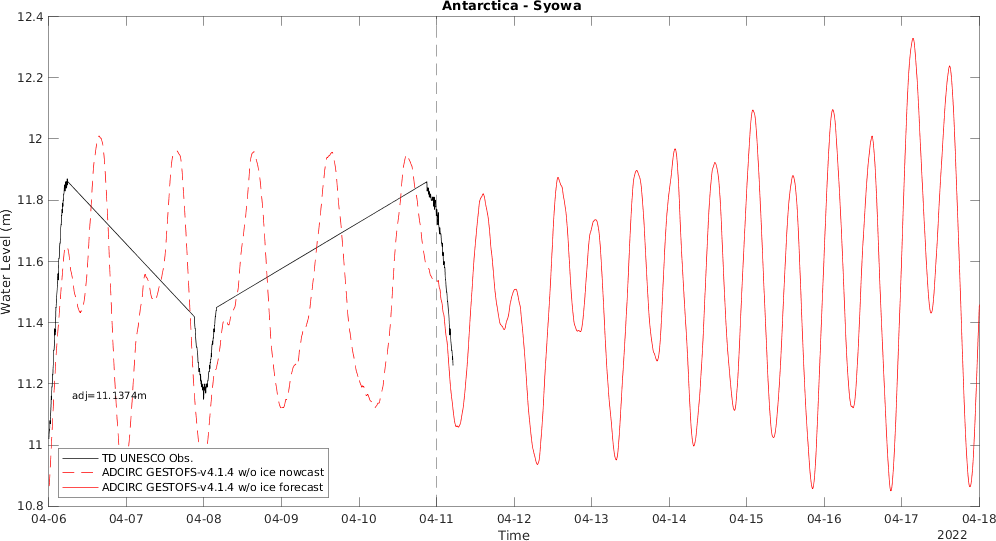 Antarctica - Syowa
12.4
12.2
12
11.8
11.6
11.4
11.2
11
10.8
Water Level (m)
adj=11.1374m
TD UNESCO Obs.
ADCIRC GESTOFS-v4.1.4 w/o ice nowcast
ADCIRC GESTOFS-v4.1.4 w/o ice forecast
04-06 04-07 04-08 04-09 04-10 04-11 04-12 04-13 04-14 04-15 04-16 04-17 04-18
Time
2022